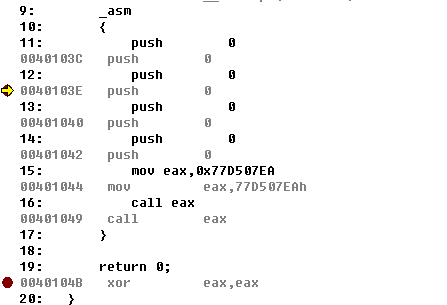 9: _asm
10: {
11: push 0
0040103C push 0
12: push 0
0040103E push 0
13: push 0
00401040 push 0
14: push 0
00401042 push 0
15: mov eax,0x77D507EA
00401044 mov eax,77D507EAh
16: call eax
00401049 call eax
17: }
18:
19: return 0;
0040104B xor eax,eax
20: }